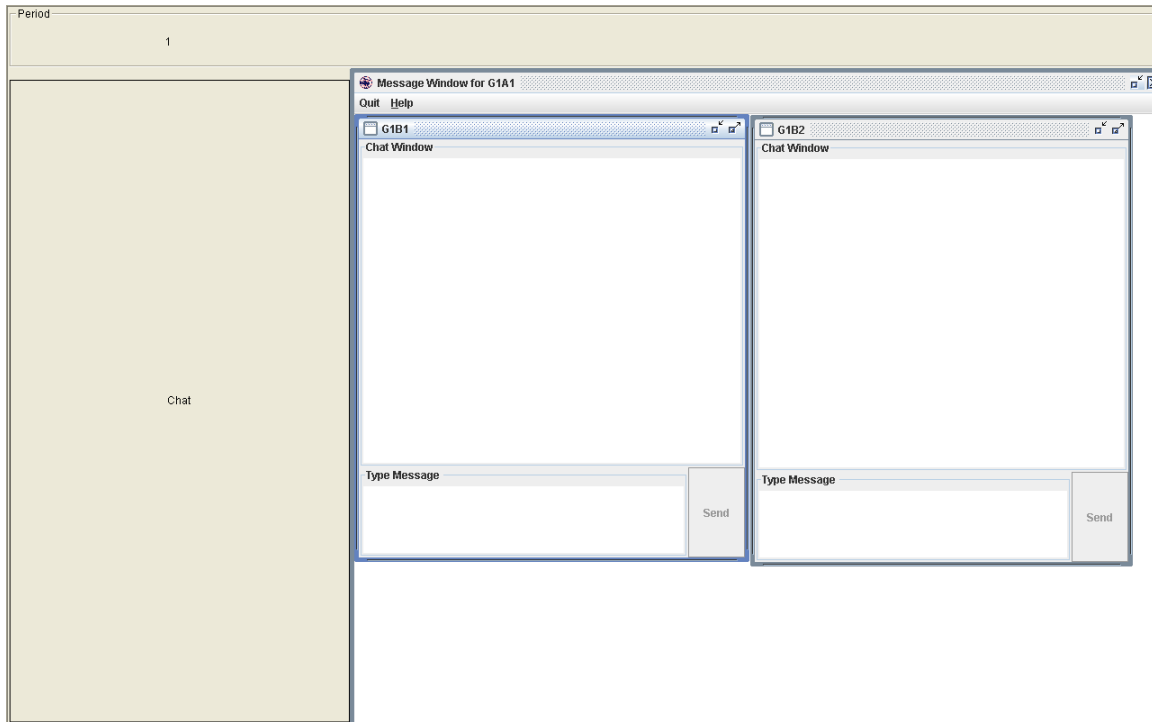 Period
1
Message Window for G1A1
Quit Help
G1B1
G1B2
Chat Window
Chat Window
Chat
Type Message
Send
Type Message
Send